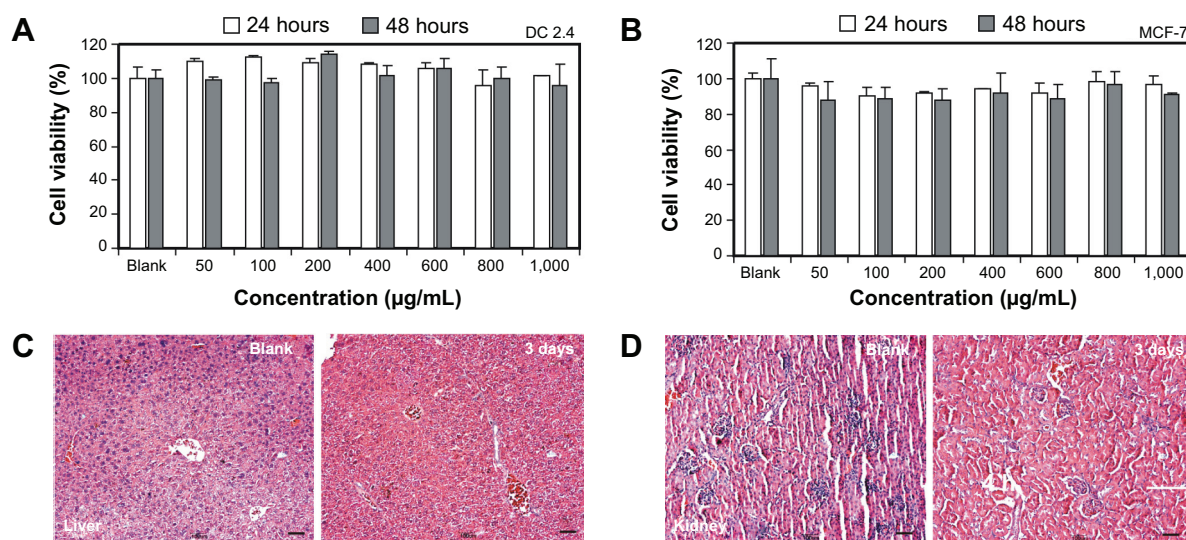 A
24 hours 48 hours
DC 2.4
120
100
80
60
40
20
0
Cell viability (%)
Blank 50 100 200 400 600 800 1,000
Concentration (µg/mL)
B
24 hours 48 hours
MCF-7
120
100
80
60
40
20
0
Cell viability (%)
Blank 50 100 200 400 600 800 1,000
Concentration (µg/mL)
C
Blank
Liver
3 days
D
Blank
Kidney
3 days
4 h